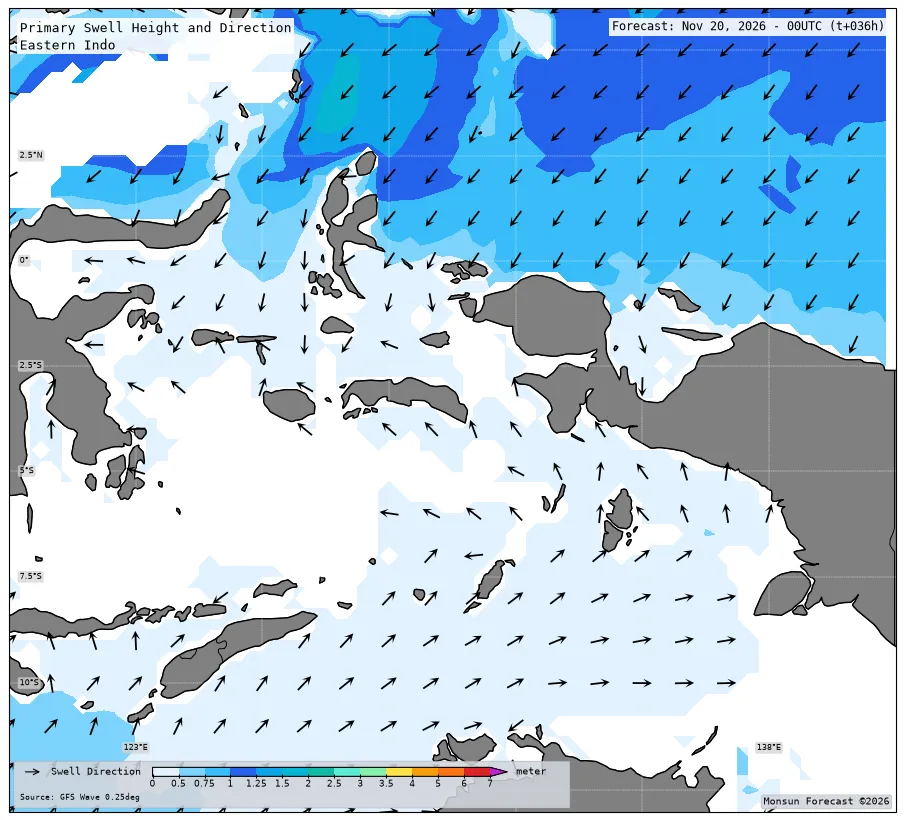 Primary Swell Height and Direction
Eastern Indo
Forecast: Nov 20, 2026 - 00UTC (t+036h)
2.5°N
0°
2.5°S
5°S
7.5°S
10°S
123°E
138°E
Swell Direction
0 0.5 0.75 1 1.25 1.5 2 2.5 3 3.5 4 5 6 7
meter
Source: GFS Wave 0.25deg
Monsun Forecast ©2026